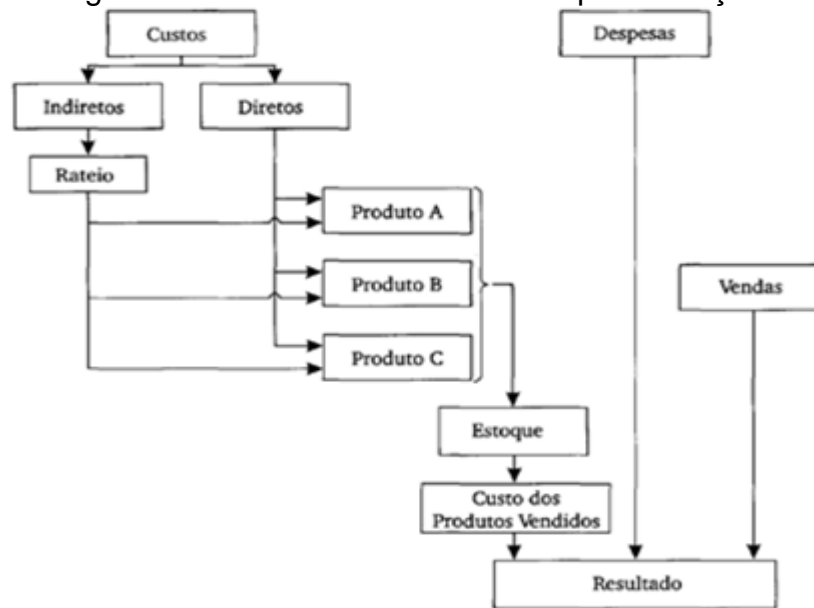 Custos
Despesas
Indiretos
Diretos
Rateio
Produto A
Produto B
Vendas
Produto C
Estoque
Custo dos
Produtos Vendidos
Resultado